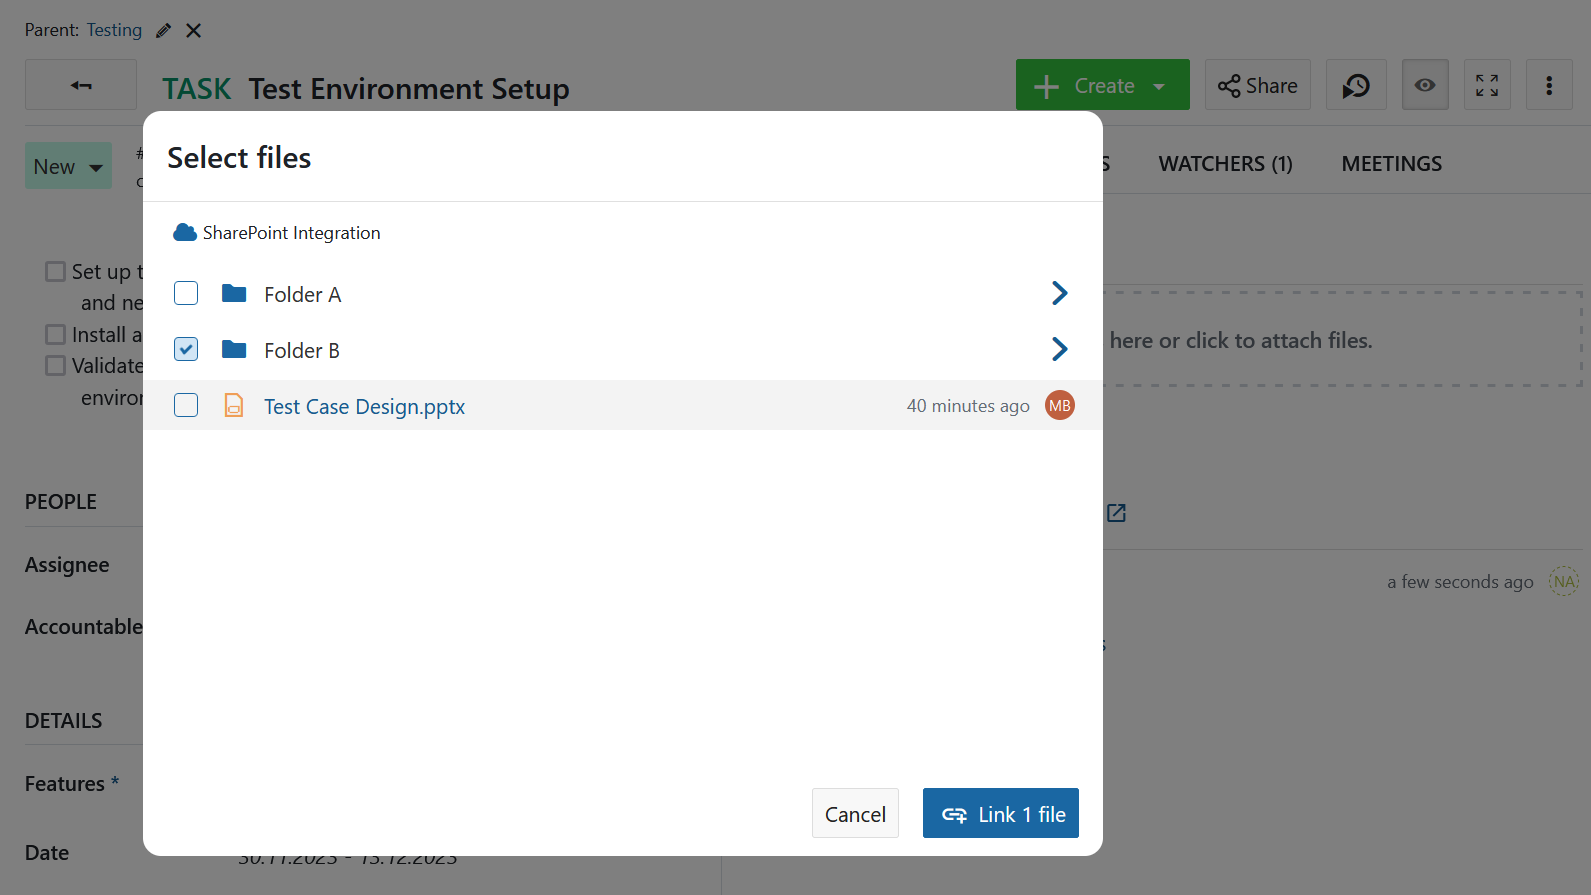 Parent: Testing
TASK Test Environment Setup
Create
Share
New
#
WATCHERS (1)
MEETINGS
Select files
SharePoint Integration
Set up
and
Folder A
Install
Folder B
here or click to attach files.
Validate
Test Case Design.pptx
40 minutes ago
MB
PEOPLE
Assignee
a few seconds ago
NA
Accountable
DETAILS
Features *
Cancel
Link 1 file
Date
30.11.2023 - 13.12.2023